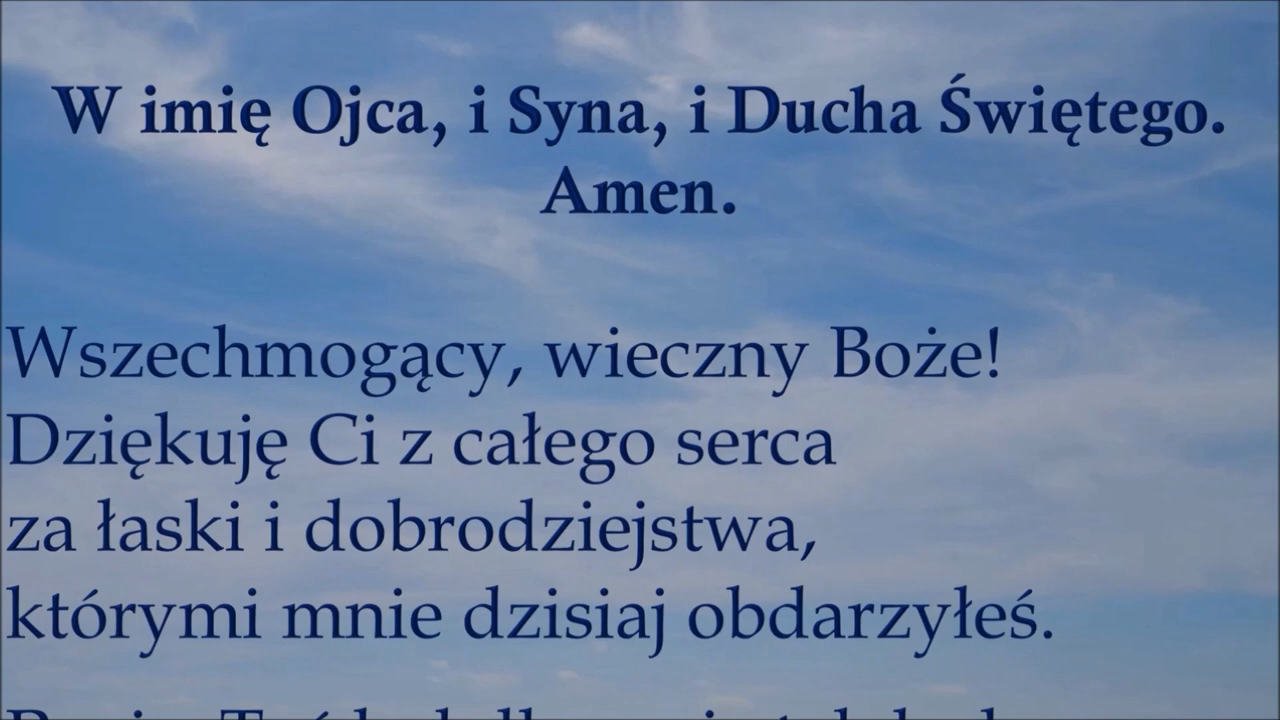 W imię Ojca, i Syna, i Ducha Świętego.
Amen.
Wszechmogący, wieczny Boże!
Dziękuję Ci z całego serca
za łaski i dobrodziejstwa,
którymi mnie dzisiaj obdarzyłeś.